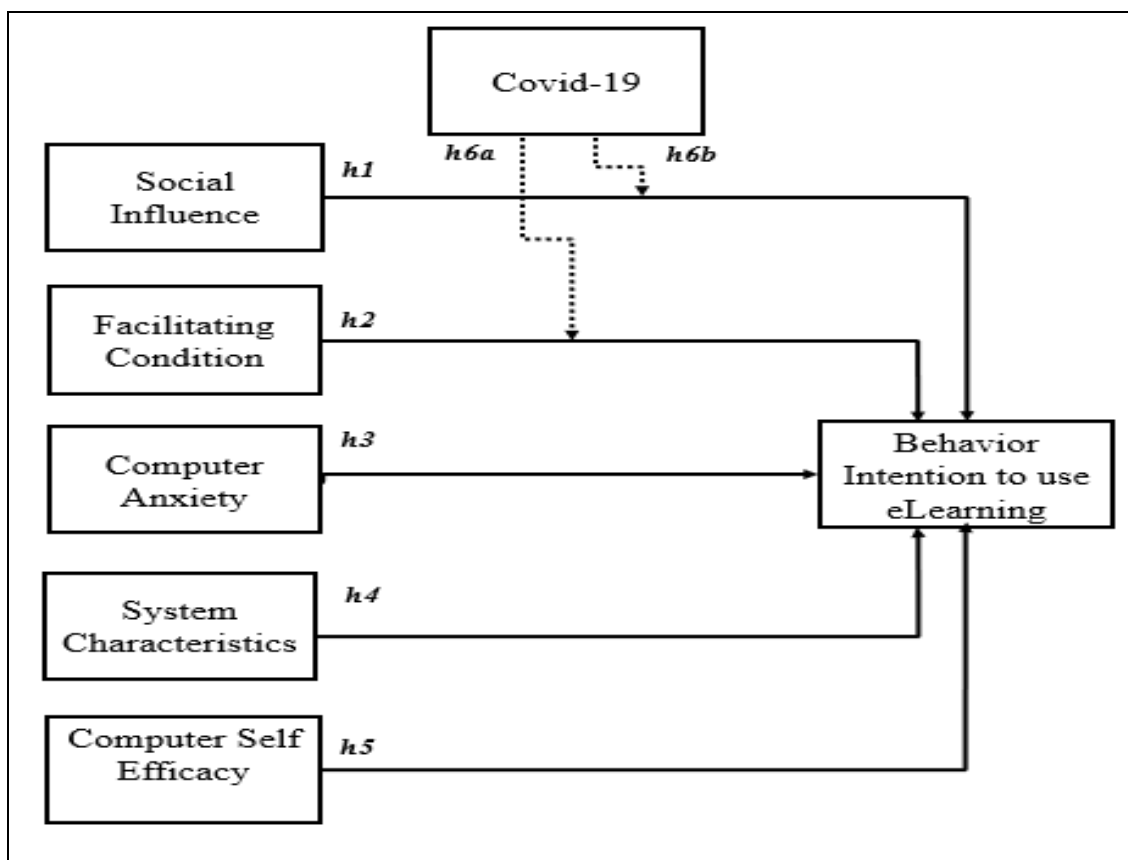 Covid-19
h6a
h6b
h1
Social
Influence
h2
Facilitating
Condition
h3
Computer
Anxiety
Behavior
Intention to use
eLearning
h4
System
Characteristics
h5
Computer Self
Efficacy